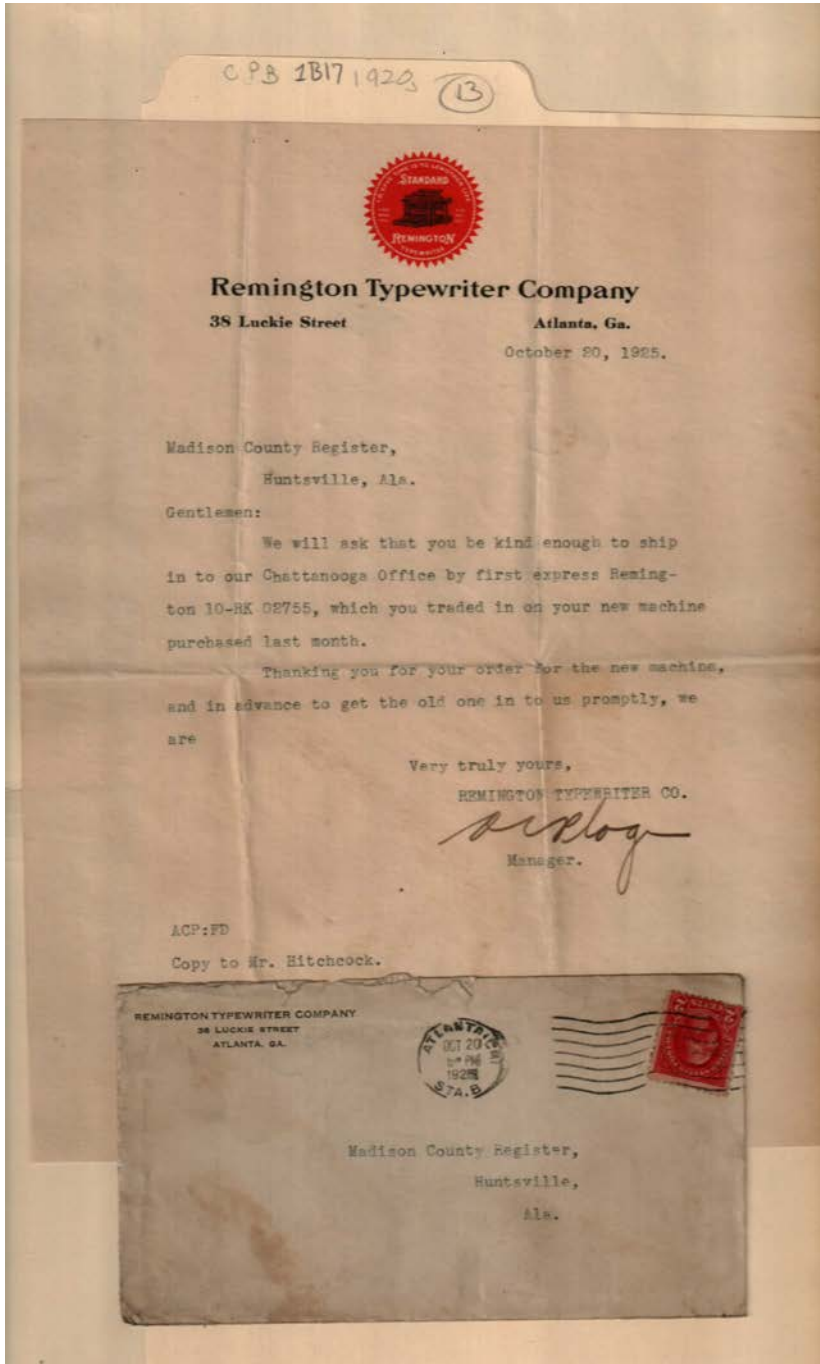 CPB 1B17 1920s 13
STANDARD
REMINGTON
TYPEWRITER
Remington Typewriter Company
38 Luckie Street Atlanta, Ga.
October 20, 1925.
Madison County Register,
Huntsville, Ala.
Gentlemen:
We will ask that you be kind enough to ship
in to our Chattanooga Office by first express Reming-
ton 10-RK 02755, which you traded in on your new machine
purchased last month.
Thanking you for your order for the new machine,
and in advance to get the old one in to us promptly, we
are
Very truly yours,
REMINGTON TYPEWRITER CO.
Manager.
ACP:FD
Copy to Mr. Hitchcock.
REMINGTON TYPEWRITER COMPANY
38 LUCKIE STREET
ATLANTA, GA.
ATLANTA
OCT 20
PM
1925
STA.B
Madison County Register,
Huntsville,
Ala.